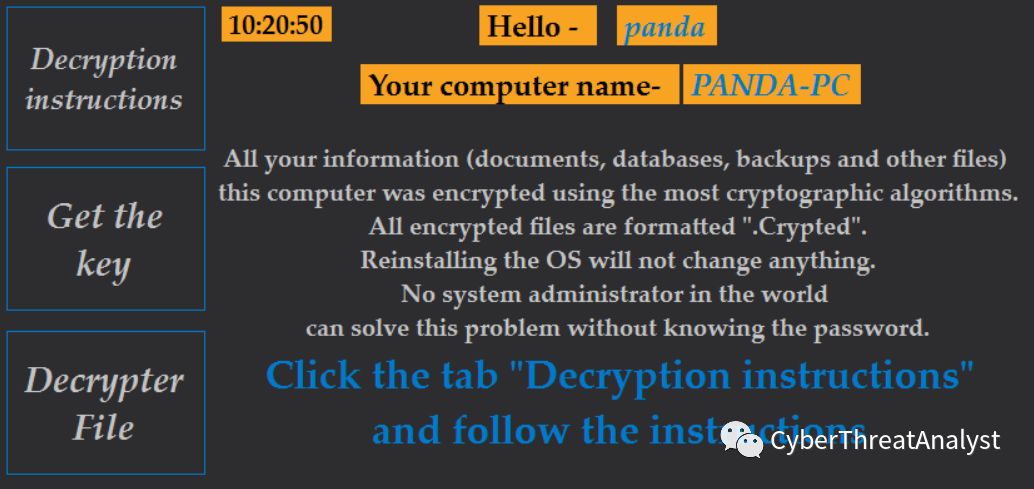 Decryption
instructions
Get the
key
Decrypter
File
10:20:50
Hello - panda
Your computer name- PANDA-PC
All your information (documents, databases, backups and other files)
this computer was encrypted using the most cryptographic algorithms.
All encrypted files are formatted ".Crypted".
Reinstalling the OS will not change anything.
No system administrator in the world
can solve this problem without knowing the password.
Click the tab "Decryption instructions"
and follow the instructions
CyberThreatAnalyst